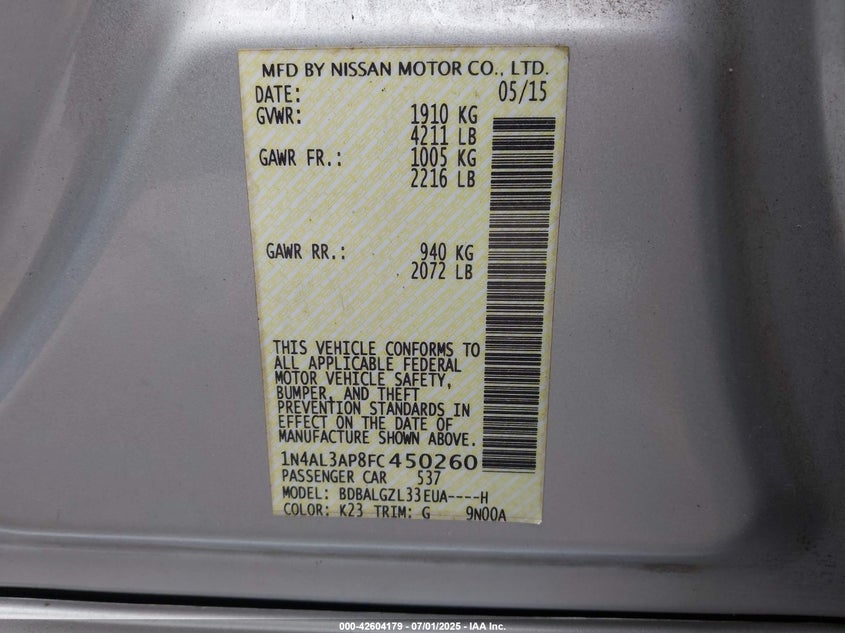 MFD BY NISSAN MOTOR CO., LTD.
DATE: 05/15
GVWR: 1910 KG
4211 LB
GAWR FR.: 1005 KG
2216 LB
GAWR RR.: 940 KG
2072 LB
THIS VEHICLE CONFORMS TO
ALL APPLICABLE FEDERAL
MOTOR VEHICLE SAFETY,
BUMPER, AND THEFT
PREVENTION STANDARDS IN
EFFECT ON THE DATE OF
MANUFACTURE SHOWN ABOVE.
1N4AL3AP8FC450260
PASSENGER CAR 537
MODEL: BDBALGZL33EUA----H
COLOR: K23 TRIM: G 9N00A
000-42604179 - 07/01/2025 - IAA Inc.